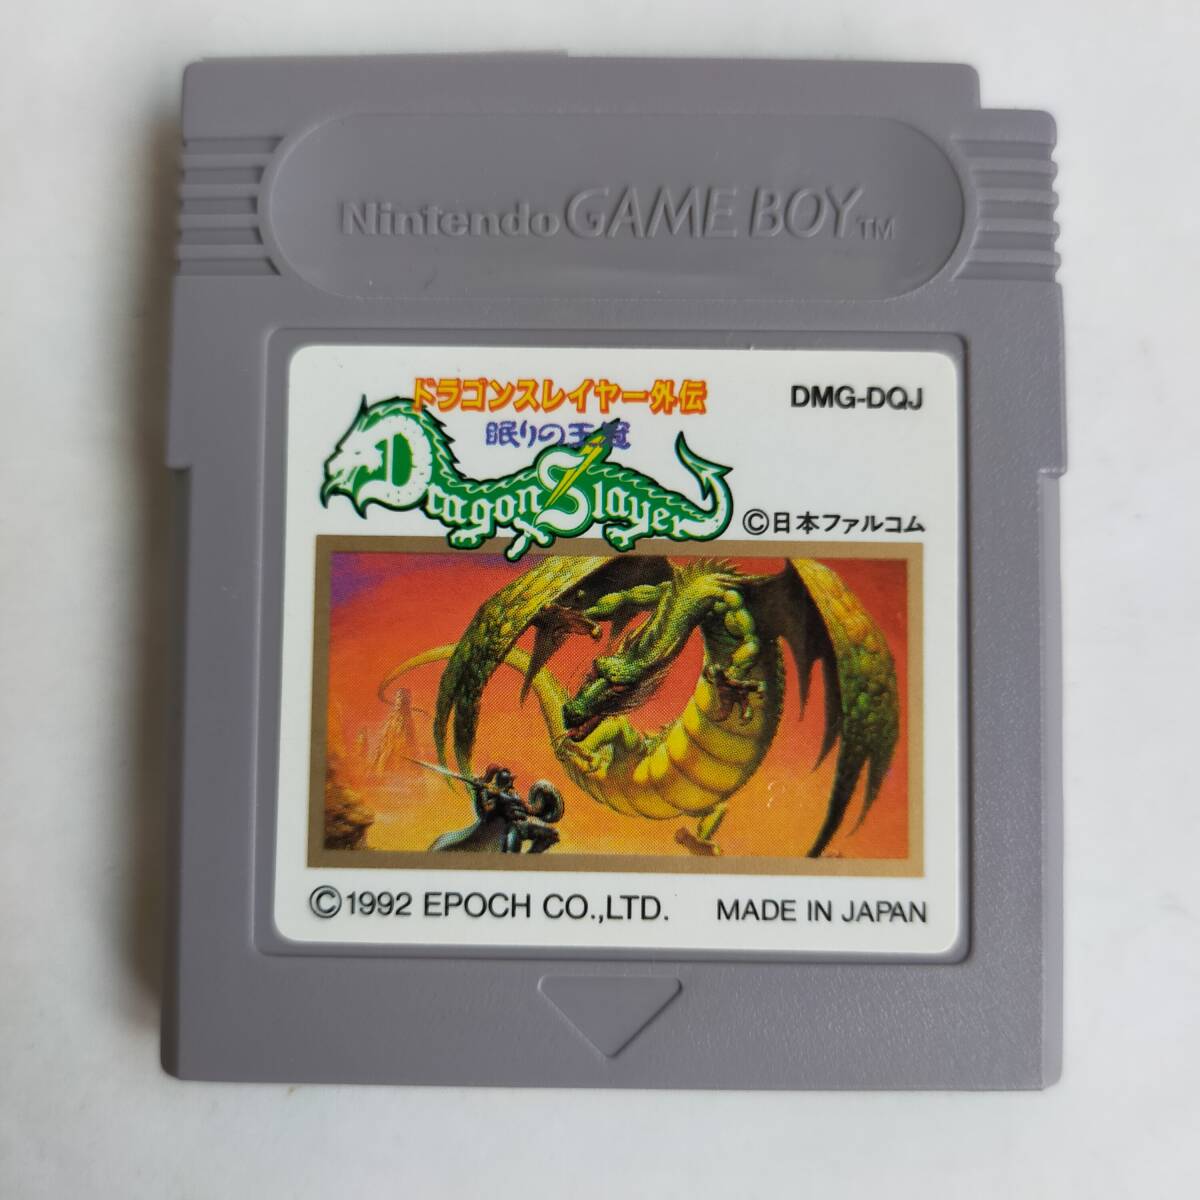 Nintendo GAME BOY TM
ドラゴンスレイヤー外伝
DMG-DQJ
眠りの王冠
Dragon Slayer
©日本ファルコム
©1992 EPOCH CO.,LTD.
MADE IN JAPAN